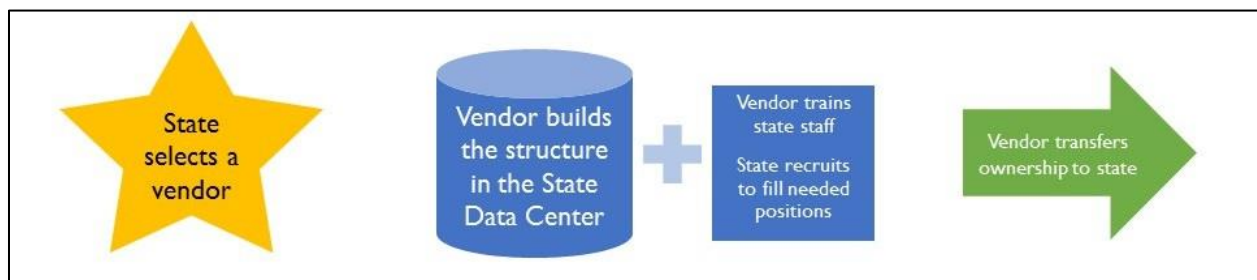 State
selects a
vendor
Vendor builds
the structure
in the State
Data Center
Vendor trains
state staff
State recruits
to fill needed
positions
Vendor transfers
ownership to state